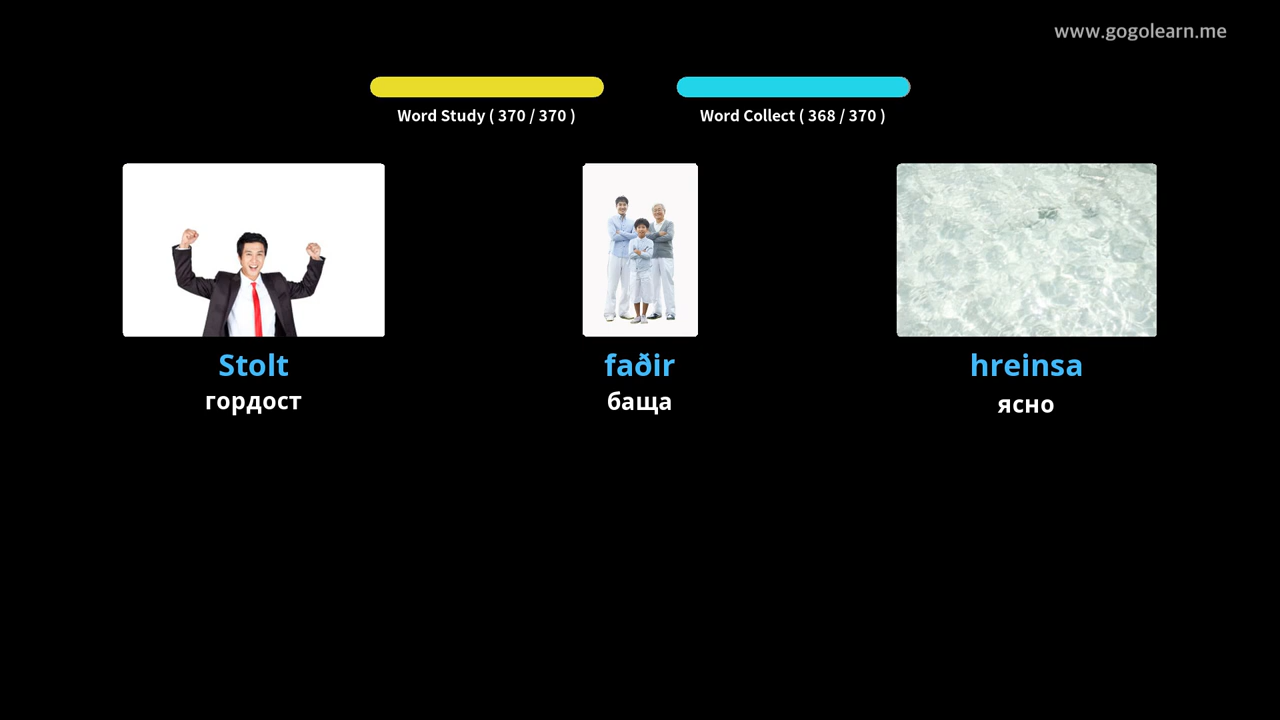 www.gogolearn.me
Word Study ( 370 / 370 )
Word Collect ( 368 / 370 )
Stolt
гордост
faðir
баща
hreinsa
ясно